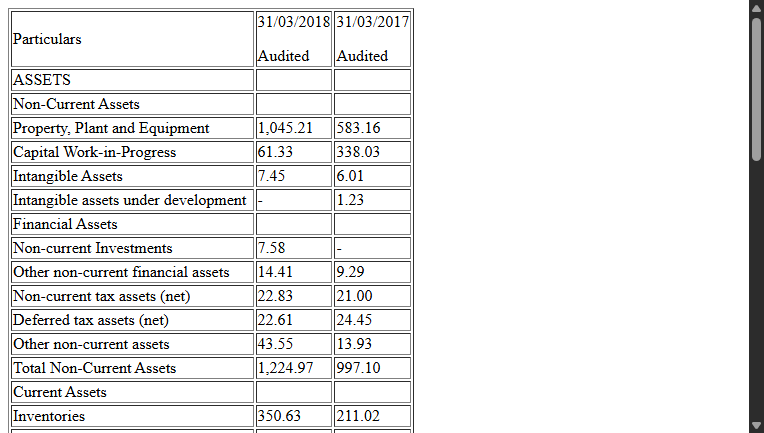 Particulars 31/03/2018 Audited 31/03/2017 Audited
ASSETS
Non-Current Assets
Property, Plant and Equipment 1,045.21 583.16
Capital Work-in-Progress 61.33 338.03
Intangible Assets 7.45 6.01
Intangible assets under development - 1.23
Financial Assets
Non-current Investments 7.58 -
Other non-current financial assets 14.41 9.29
Non-current tax assets (net) 22.83 21.00
Deferred tax assets (net) 22.61 24.45
Other non-current assets 43.55 13.93
Total Non-Current Assets 1,224.97 997.10
Current Assets
Inventories 350.63 211.02